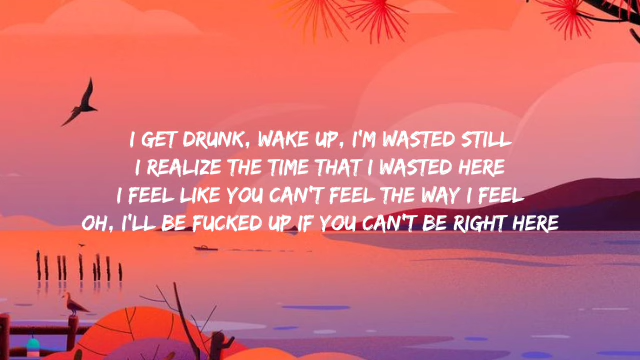 I GET DRUNK, WAKE UP, I'M WASTED STILL
I REALIZE THE TIME THAT I WASTED HERE
I FEEL LIKE YOU CAN'T FEEL THE WAY I FEEL
OH, I'LL BE FUCKED UP IF YOU CAN'T BE RIGHT HERE